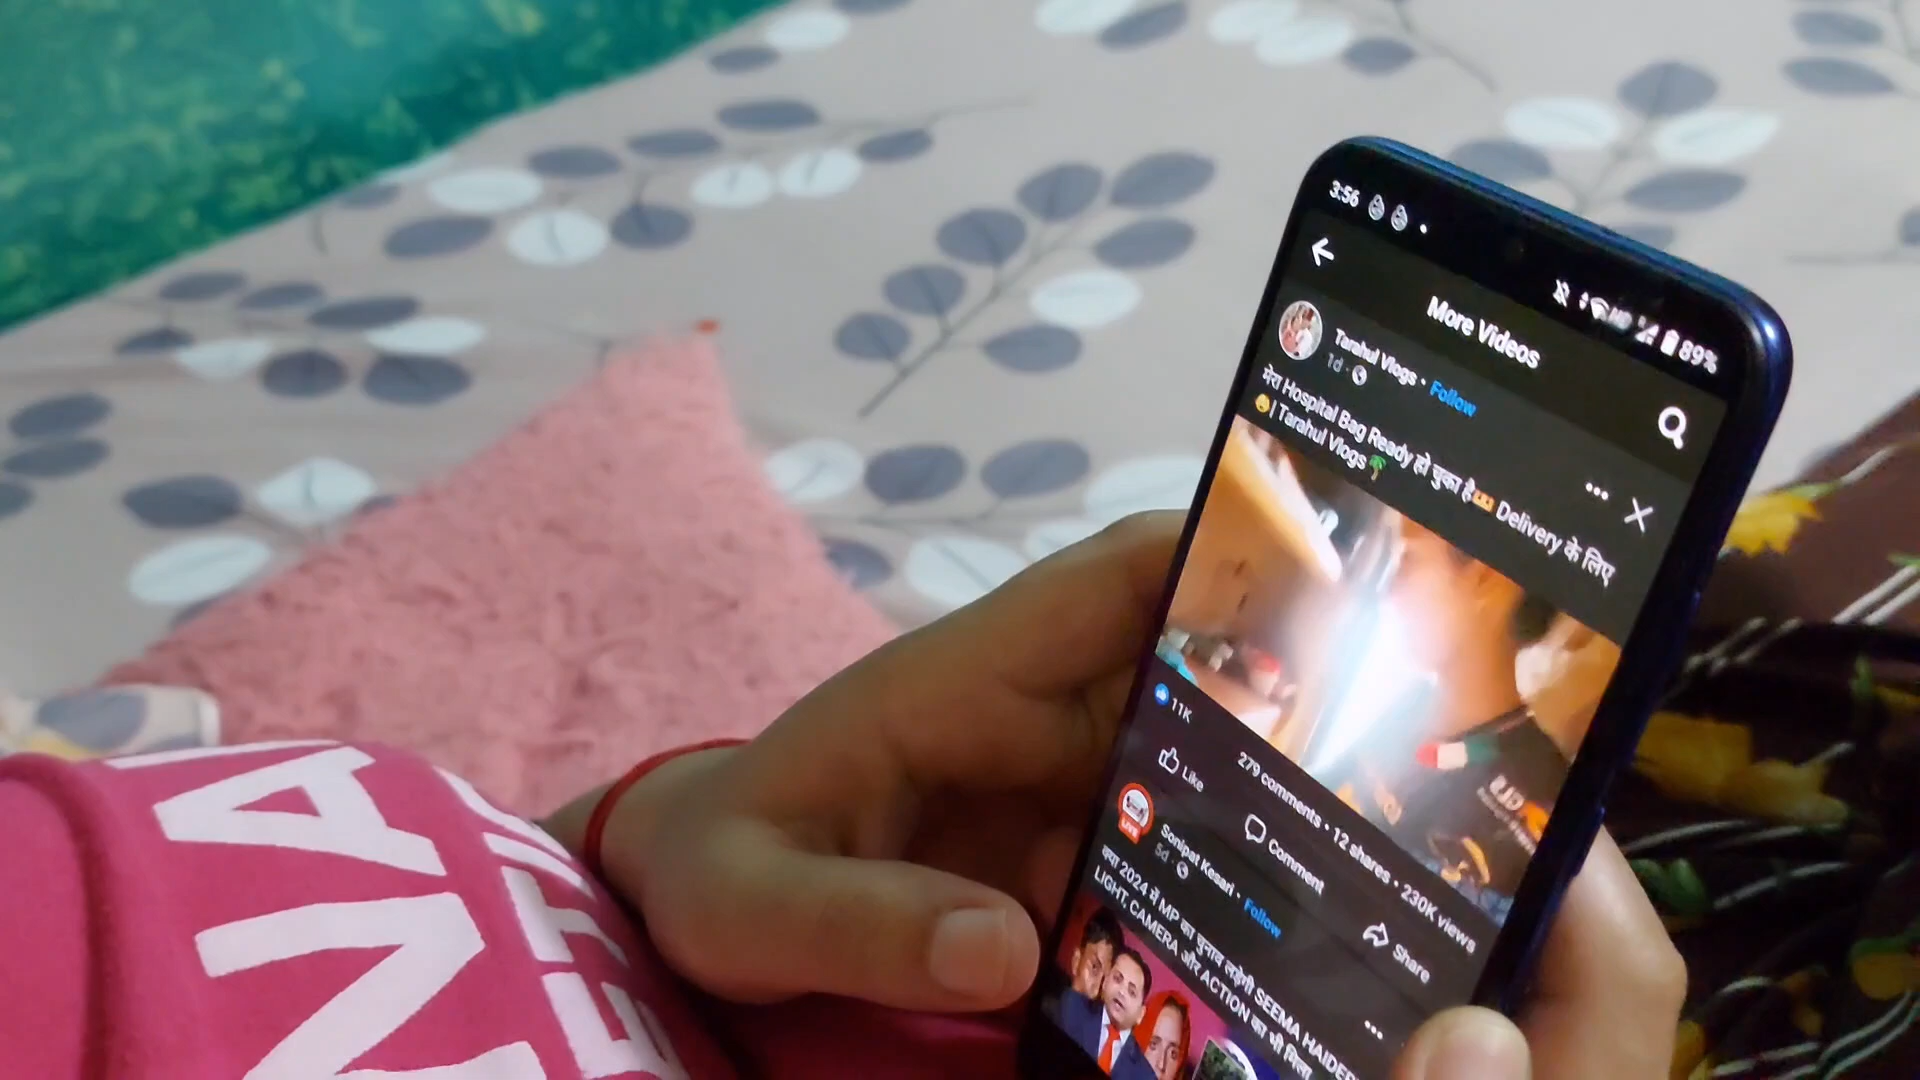 3:56
89%
More Videos
Tarahul Vlogs • Follow
1d
मेरा Hospital Bag Ready हो चुका है Delivery के लिए
| Tarahul Vlogs
11K
279 comments • 12 shares • 230K views
Like
Comment
Share
LIVE
Sonipat Kesari • Follow
5d
क्या 2024 में MP का चुनाव लड़ेगी SEEMA HAIDER
LIGHT, CAMERA और ACTION का भी मिला
NA